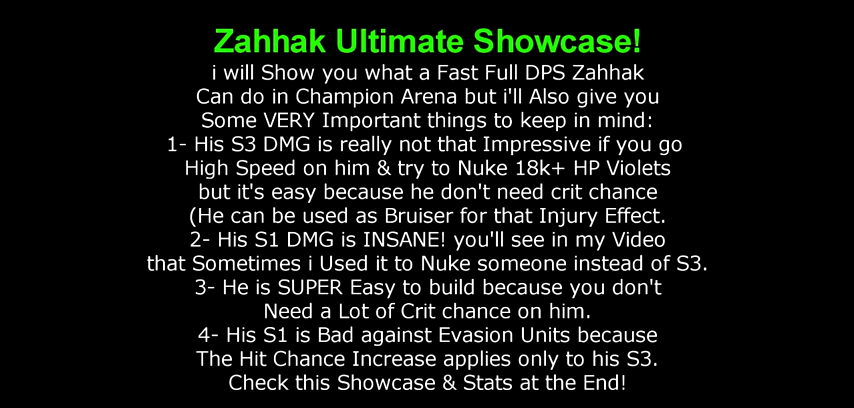 Zahhak Ultimate Showcase!
i will Show you what a Fast Full DPS Zahhak
Can do in Champion Arena but i'll Also give you
Some VERY Important things to keep in mind:
1- His S3 DMG is really not that Impressive if you go
High Speed on him & try to Nuke 18k+ HP Violets
but it's easy because he don't need crit chance
(He can be used as Bruiser for that Injury Effect.
2- His S1 DMG is INSANE! you'll see in my Video
that Sometimes i Used it to Nuke someone instead of S3.
3- He is SUPER Easy to build because you don't
Need a Lot of Crit chance on him.
4- His S1 is Bad against Evasion Units because
The Hit Chance Increase applies only to his S3.
Check this Showcase & Stats at the End!